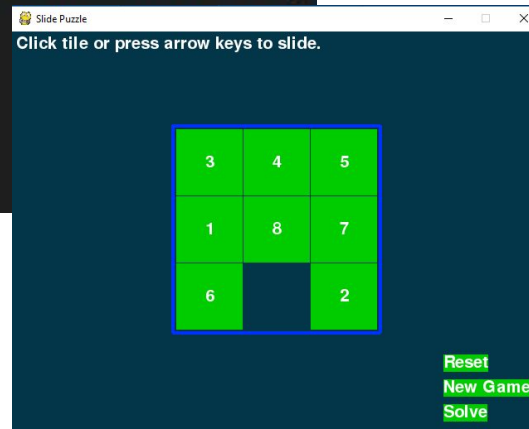 Slide Puzzle
Click tile or press arrow keys to slide.
3 4 5
1 8 7
6 2
Reset
New Game
Solve